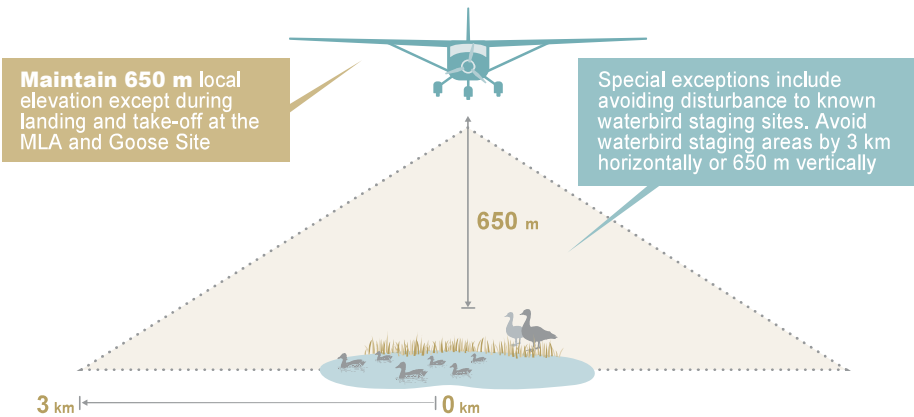 Maintain 650 m local
elevation except during
landing and take-off at the
MLA and Goose Site
Special exceptions include
avoiding disturbance to known
waterbird staging sites. Avoid
waterbird staging areas by 3 km
horizontally or 650 m vertically
650 m
3 km
0 km